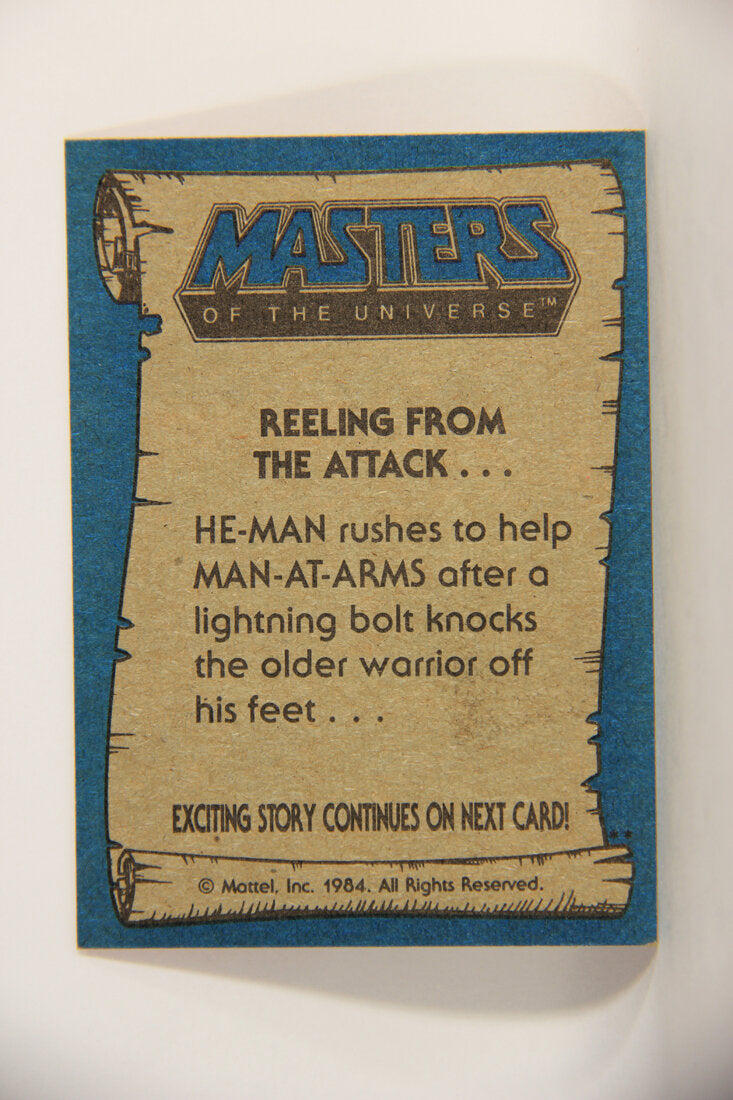 MASTERS
OF THE UNIVERSE™
REELING FROM
THE ATTACK . . .
HE-MAN rushes to help
MAN-AT-ARMS after a
lightning bolt knocks
the older warrior off
his feet . . .
EXCITING STORY CONTINUES ON NEXT CARD!
**
© Mattel, Inc. 1984. All Rights Reserved.